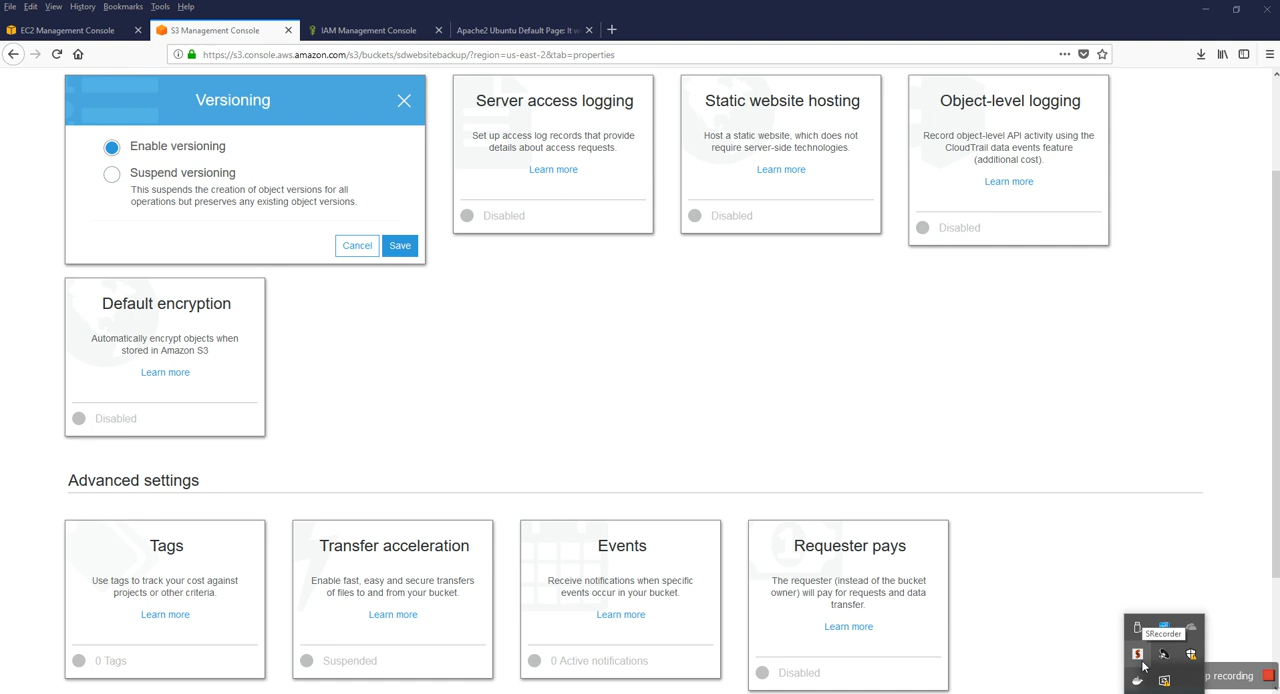 File Edit View History Bookmarks Tools Help
EC2 Management Console
S3 Management Console
IAM Management Console
Apache2 Ubuntu Default Page: It w
https://s3.console.aws.amazon.com/s3/buckets/sdwebsitebackup/?region=us-east-2&tab=properties
Versioning
Enable versioning
Suspend versioning
This suspends the creation of object versions for all
operations but preserves any existing object versions.
Cancel
Save
Server access logging
Set up access log records that provide
details about access requests.
Learn more
Disabled
Static website hosting
Host a static website, which does not
require server-side technologies.
Learn more
Disabled
Object-level logging
Record object-level API activity using the
CloudTrail data events feature
(additional cost).
Learn more
Disabled
Default encryption
Automatically encrypt objects when
stored in Amazon S3
Learn more
Disabled
Advanced settings
Tags
Use tags to track your cost against
projects or other criteria.
Learn more
0 Tags
Transfer acceleration
Enable fast, easy and secure transfers
of files to and from your bucket.
Learn more
Suspended
Events
Receive notifications when specific
events occur in your bucket.
Learn more
0 Active notifications
Requester pays
The requester (instead of the bucket
owner) will pay for requests and data
transfer.
Learn more
Disabled
SRecorder
p recording